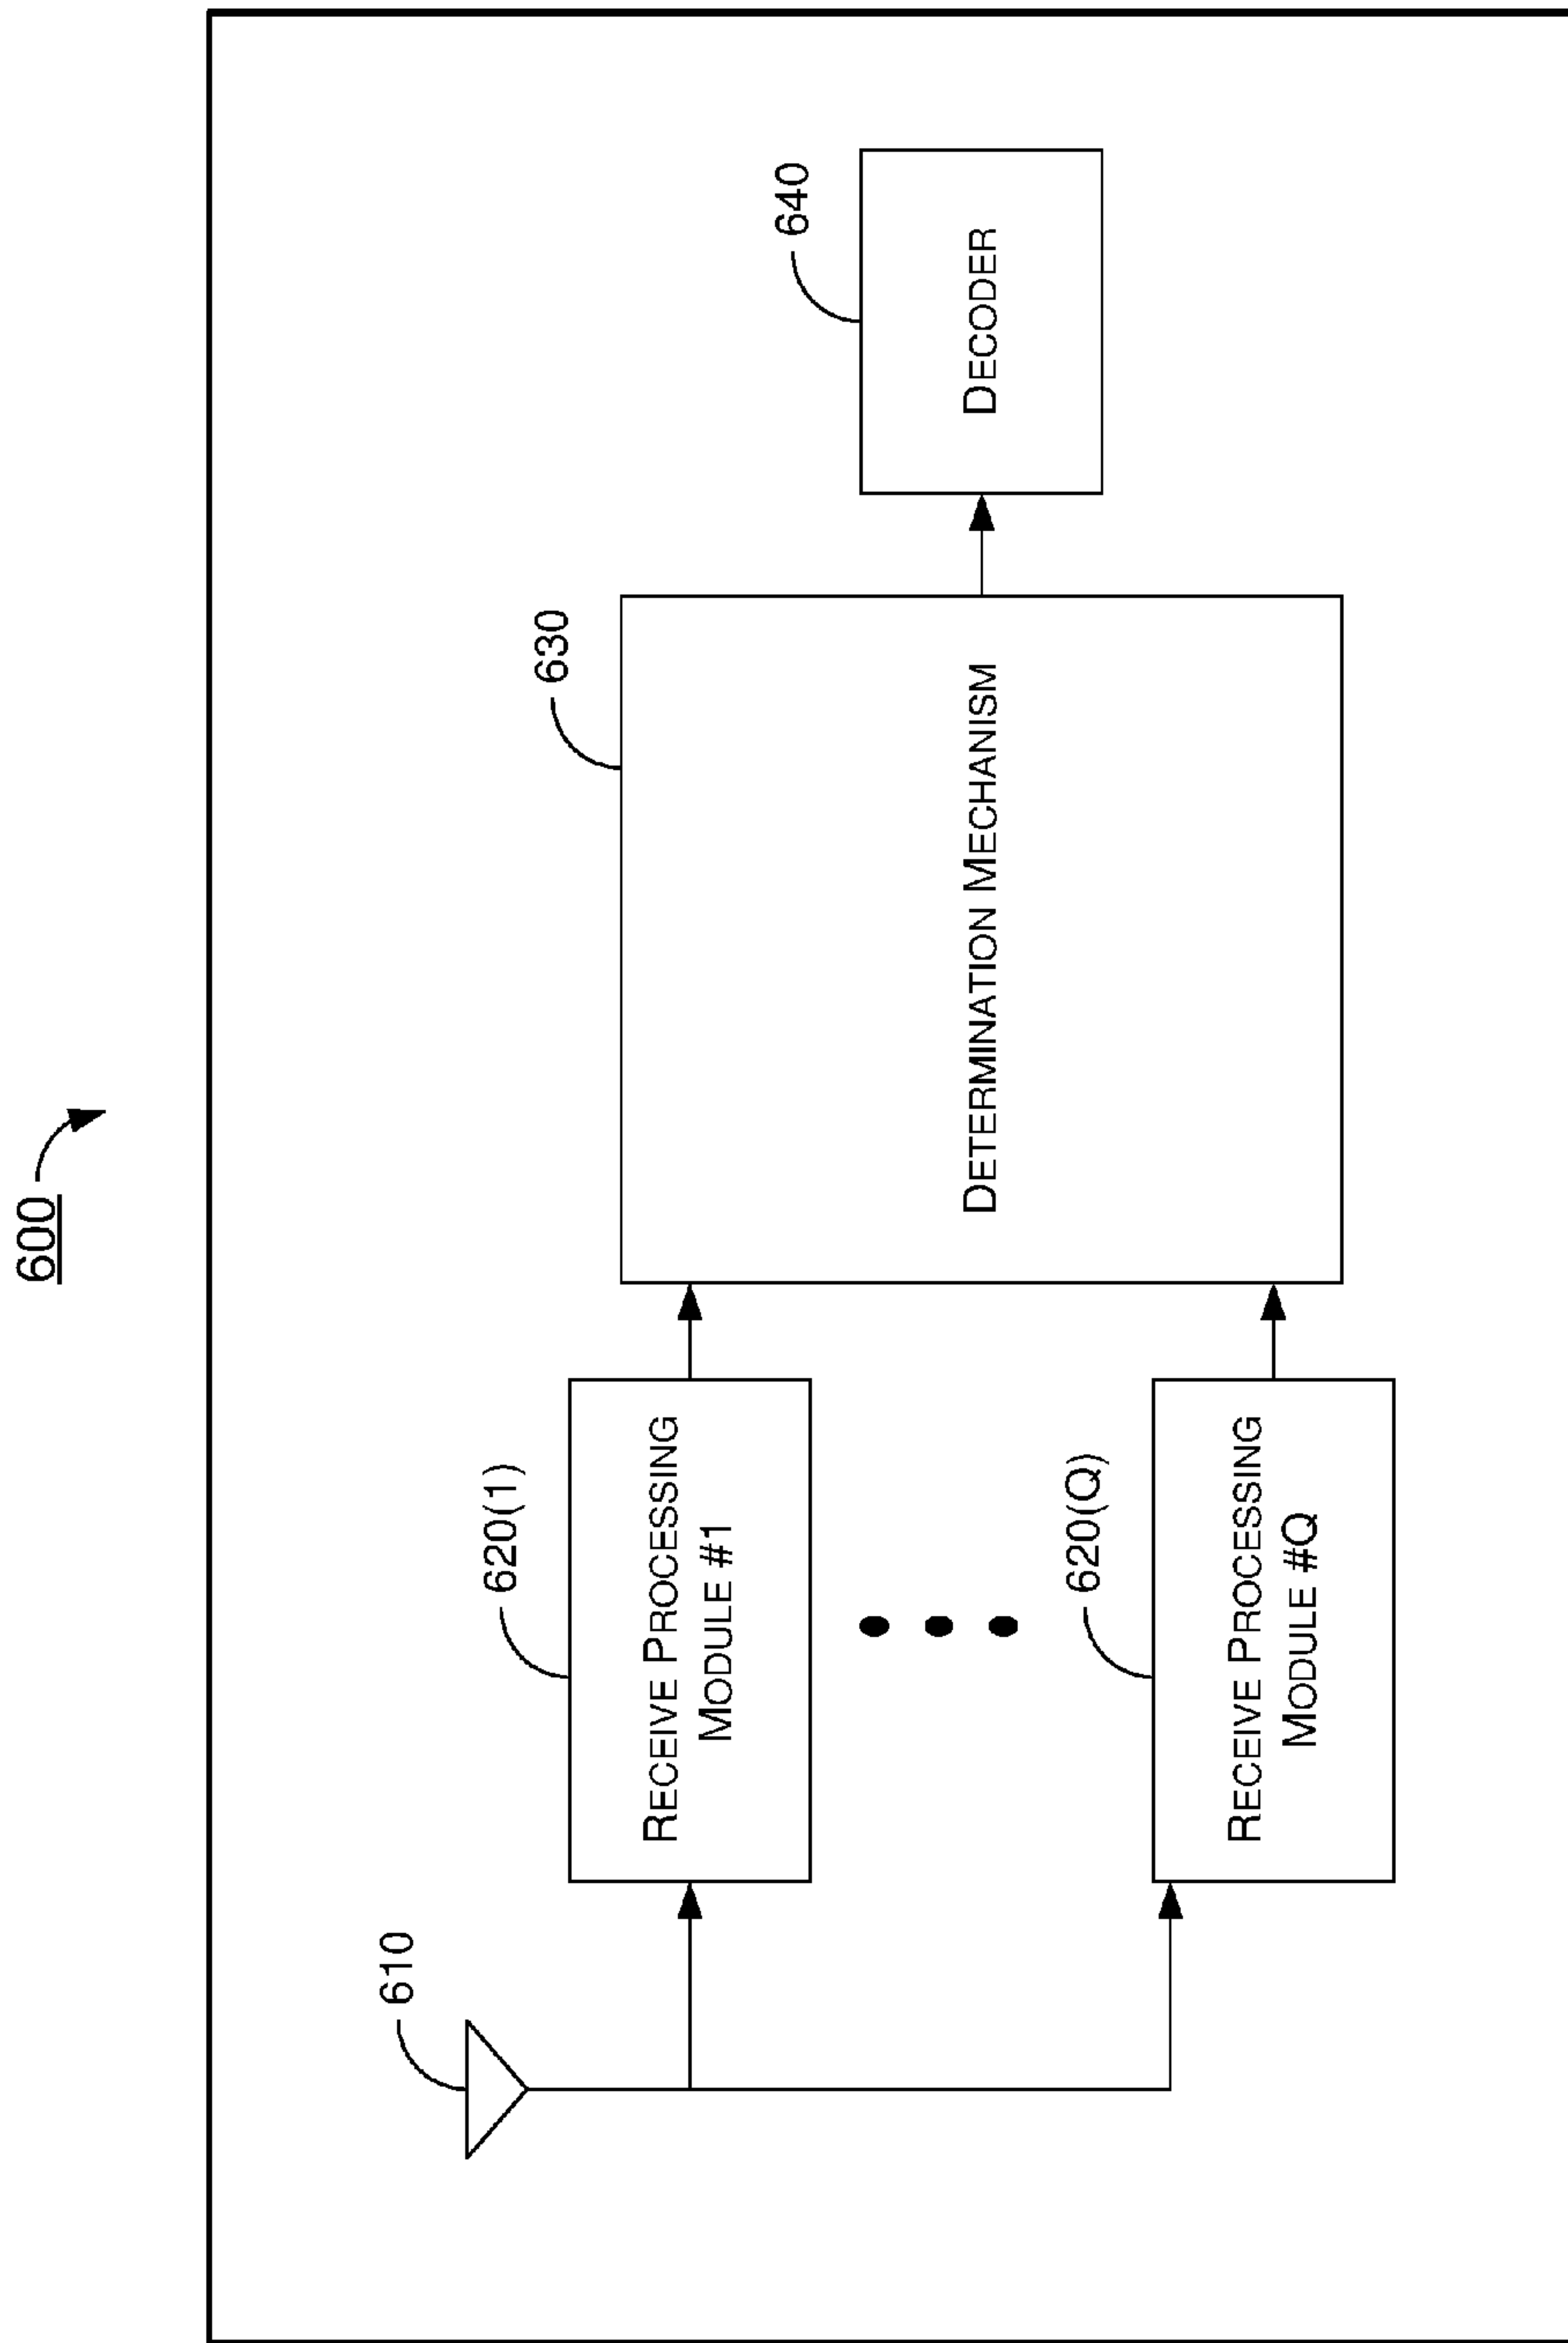 600
610
620(1)
RECEIVE PROCESSING
MODULE #1
620(Q)
RECEIVE PROCESSING
MODULE #Q
630
DETERMINATION MECHANISM
640
DECODER